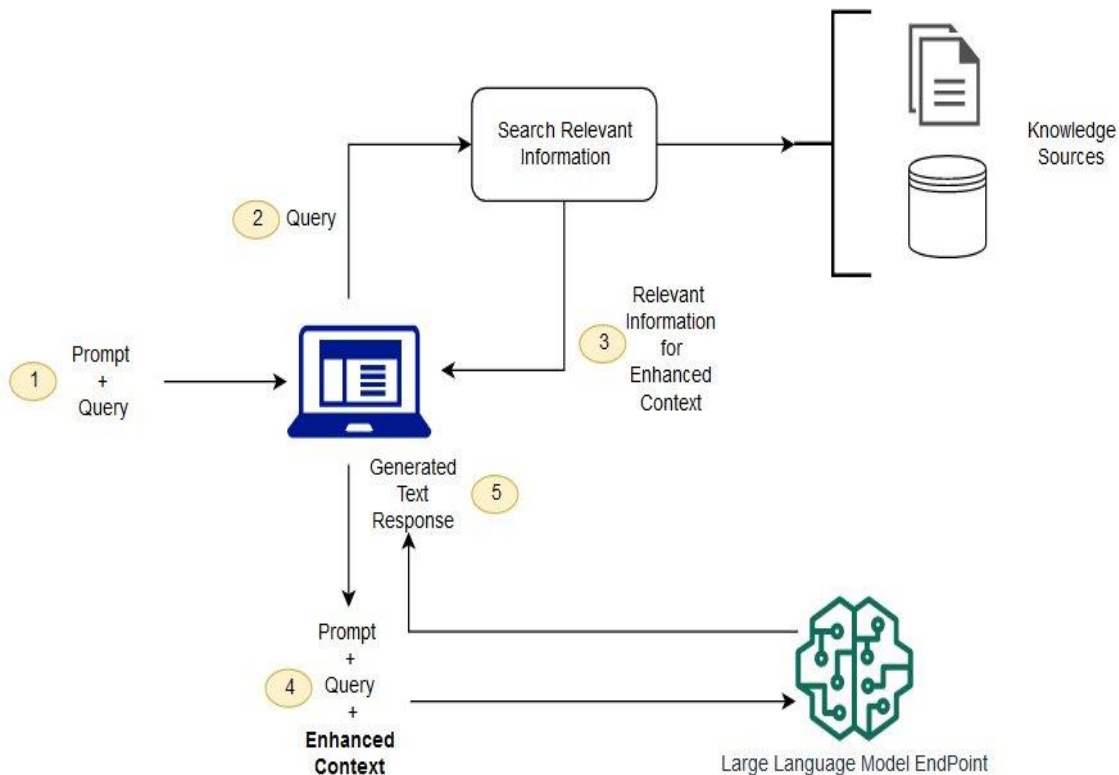 Search Relevant
Information
Knowledge
Sources
2
Query
1
Prompt
+
Query
3
Relevant
Information
for
Enhanced
Context
Generated
Text
Response
5
4
Prompt
+
Query
+
Enhanced
Context
Large Language Model EndPoint